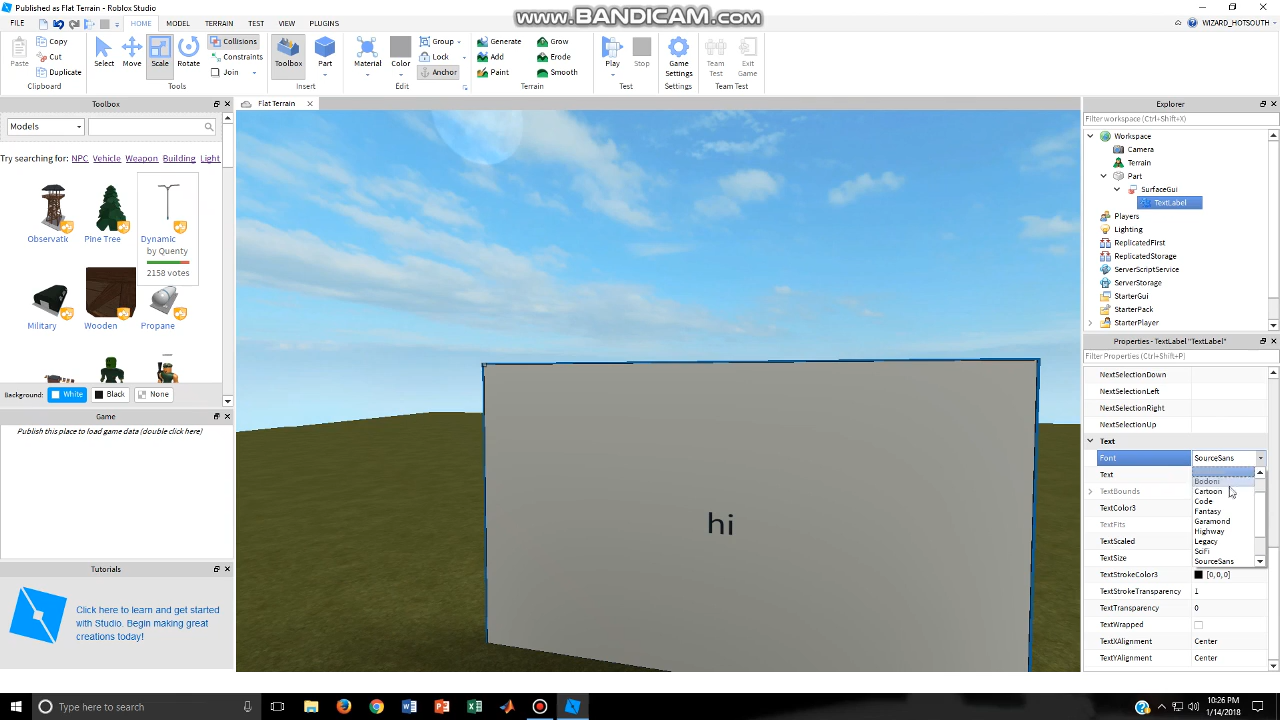 Published as Flat Terrain - Roblox Studio
www.BANDICAM.com
FILE
HOME MODEL TERRAIN TEST VIEW PLUGINS
WIZARD_HOTSOUTH
Paste
Copy
Cut
Duplicate
Clipboard
Select Move Scale Rotate
Collisions
Constraints
Join
Tools
Toolbox Part
Insert
Material Color
Group
Lock
Anchor
Edit
Generate Grow
Add Erode
Paint Smooth
Terrain
Play Stop
Test
Game Settings
Settings
Team Test
Exit Game
Team Test
Toolbox
Models
Try searching for: NPC Vehicle Weapon Building Light
Observatk Pine Tree Dynamic
by Quenty
2158 votes
Military Wooden Propane
Background: White Black None
Game
Publish this place to load game data (double click here)
Tutorials
Click here to learn and get started
with Studio. Begin making great
creations today!
Flat Terrain
hi
Explorer
Filter workspace (Ctrl+Shift+X)
Workspace
Camera
Terrain
Part
SurfaceGui
TextLabel
Players
Lighting
ReplicatedFirst
ReplicatedStorage
ServerScriptService
ServerStorage
StarterGui
StarterPack
StarterPlayer
Properties - TextLabel "TextLabel"
Filter Properties (Ctrl+Shift+P)
NextSelectionDown
NextSelectionLeft
NextSelectionRight
NextSelectionUp
Text
Font SourceSans
Text
TextBounds
TextColor3
TextFits
TextScaled
TextSize
Bodoni
Cartoon
Code
Fantasy
Garamond
Highway
Legacy
SciFi
SourceSans
TextStrokeColor3 [0, 0, 0]
TextStrokeTransparency 1
TextTransparency 0
TextWrapped
TextXAlignment Center
TextYAlignment Center
Type here to search
10:26 PM
1/14/2018